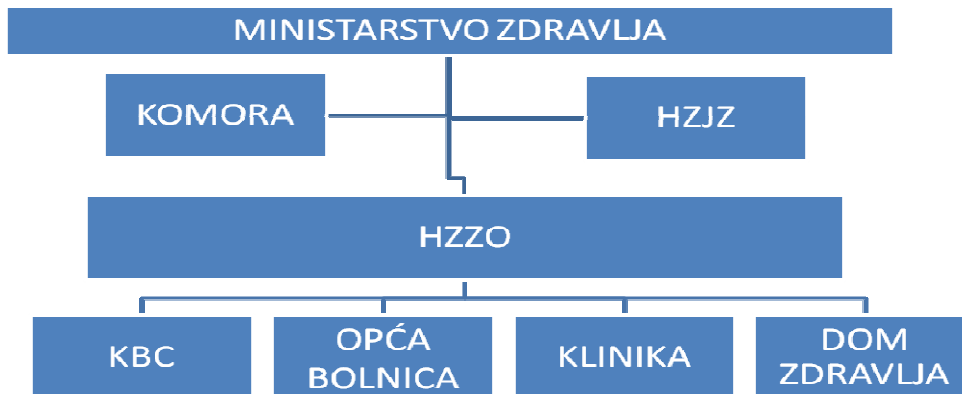 MINISTARSTVO ZDRAVLJA
KOMORA
HZJZ
HZZO
KBC
OPĆA
BOLNICA
KLINIKA
DOM
ZDRAVLJA